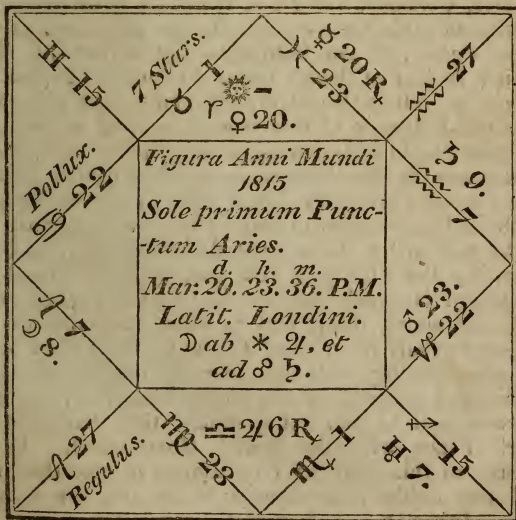 ♊ 15
7 Stars.
♉ 1
♈ ☉ –
♀ 20.
☿ 20 ℞
♓ 23
♒ 27
Pollux.
♋ 22
♄ 9.
♒ 7
Figura Anni Mundi
1815
Sole primum Punc-
-tum Aries.
d. h. m.
Mar. 20. 23. 36. P.M.
Latit. Londini.
☽ ab ⚹ ♃, et
ad ☍ ♄.
♌ 7
☽ 8.
♂ 23.
♑ 22
♌ 27
Regulus.
♍ 23
♎ ♃ 6 ℞
♏ 1
♐ 15
♅ 7.